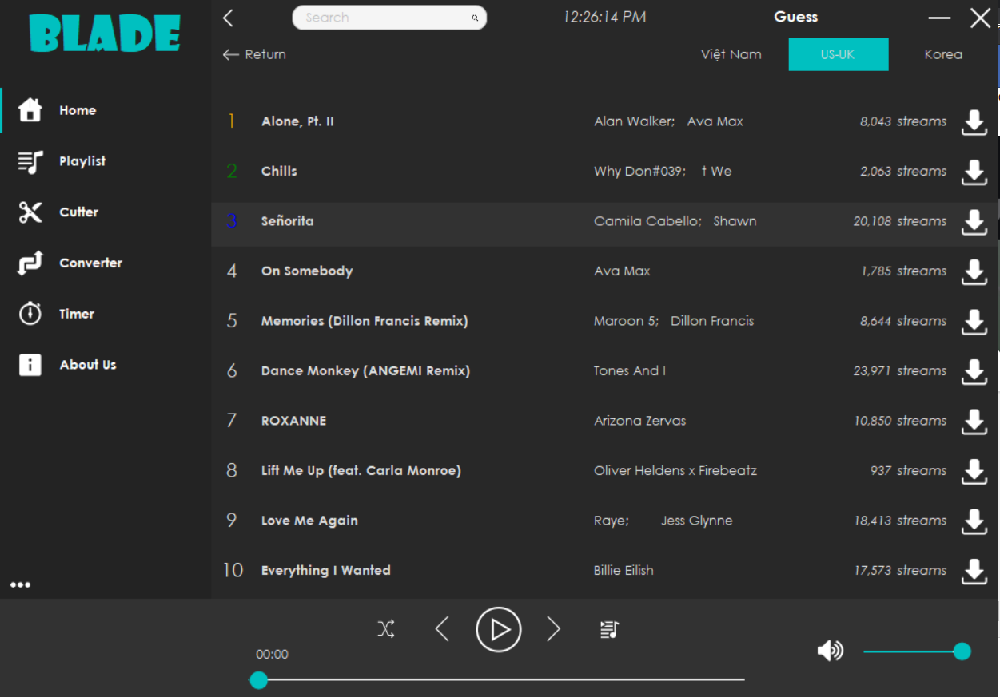 BLADE
Search
12:26:14 PM
Guess
Return
Việt Nam
US-UK
Korea
Home
Playlist
Cutter
Converter
Timer
About Us
1 Alone, Pt. II Alan Walker; Ava Max 8,043 streams
2 Chills Why Don#039; t We 2,063 streams
3 Señorita Camila Cabello; Shawn 20,108 streams
4 On Somebody Ava Max 1,785 streams
5 Memories (Dillon Francis Remix) Maroon 5; Dillon Francis 8,644 streams
6 Dance Monkey (ANGEMI Remix) Tones And I 23,971 streams
7 ROXANNE Arizona Zervas 10,850 streams
8 Lift Me Up (feat. Carla Monroe) Oliver Heldens x Firebeatz 937 streams
9 Love Me Again Raye; Jess Glynne 18,413 streams
10 Everything I Wanted Billie Eilish 17,573 streams
00:00